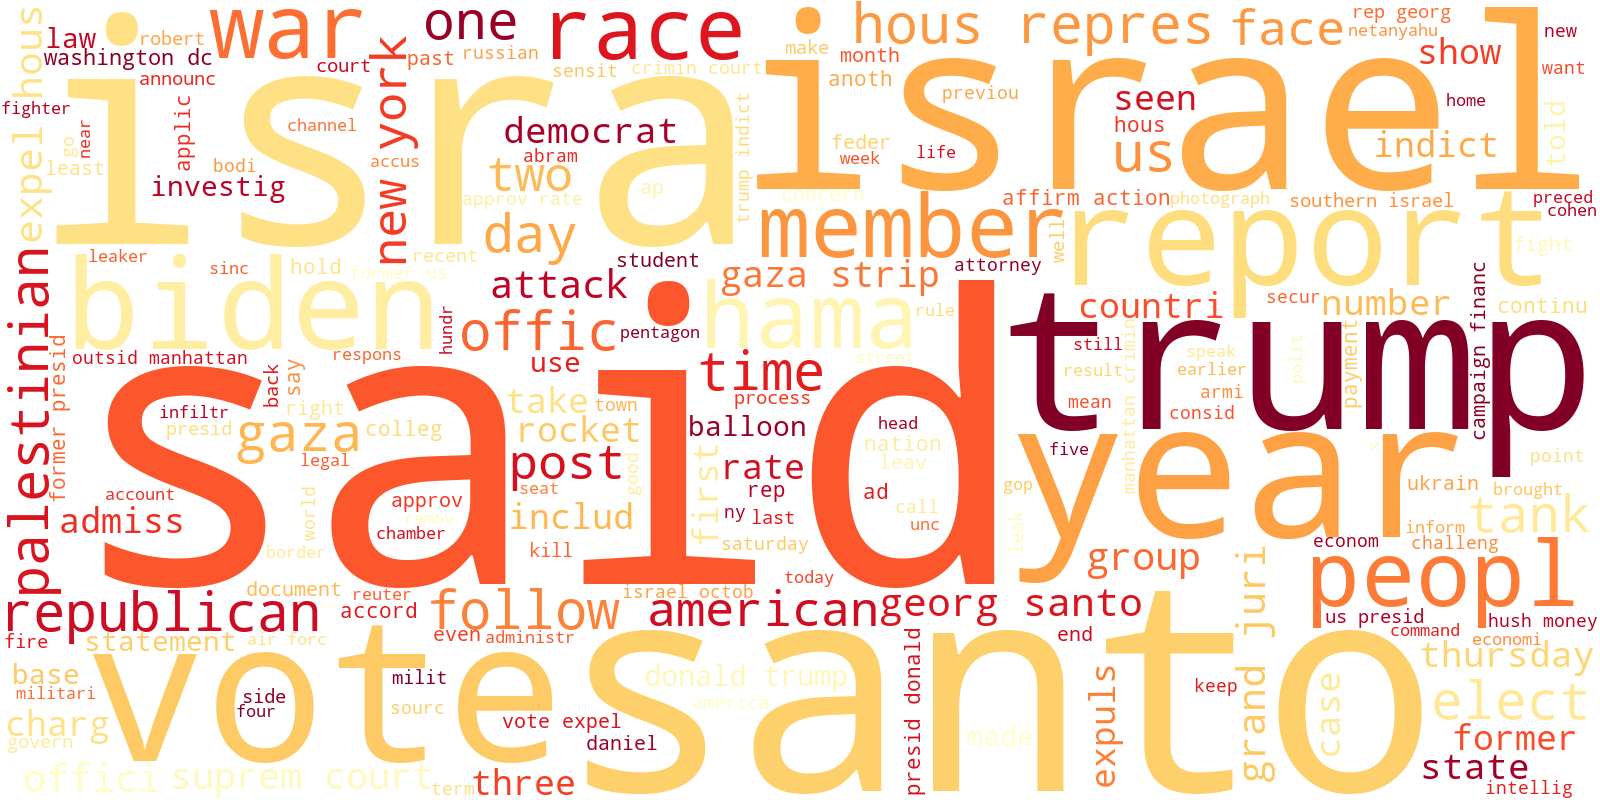 said
isra
israel
trump
santo
vote
year
report
biden
hama
war
race
one
hous repres
face
rep georg
netanyahu
new
show
want
law
robert
washington dc
announc
court
past
russian
sensit
crimin court
make
month
anoth
previou
seen
hous
home
fighter
expel hous
go
near
least
applic
channel
bodi
accus
new york
democrat
abram
two
approv rate
investig
ap
trump indict
concern
feder
week
life
us
indict
told
affirm action
photograph
southern israel
preced
cohen
member
day
well
fight
leaker
sinc
hold
recent
former us
student
attack
gaza strip
attorney
secur
number
continu
countri
palestinian
former presid
outsid manhattan
respons
hundr
offic
pentagon
rule
street
use
time
process
still
speak
result
earlier
armi
polit
payment
campaign financ
manhattan crimin
mean
consid
back
say
infiltr
presid
right
colleg
gaza
legal
take
town
rocket
balloon
head
nation
leav
five
x
point
post
good
first
rate
rep
ad
seat
gop
ukrain
brought
tank
account
approv
remov
includ
ny
last
call
unc
admiss
world
chamber
border
kill
saturday
leak
inform
econom
challeng
group
peopl
today
document
reuter
israel octob
accord
republican
follow
american
georg santo
grand juri
us presid
hush money
command
economi
fire
statement
air forc
even
administr
end
thursday
base
militari
milit
side
four
sourc
donald trump
america
presid donald
expuls
keep
case
elect
charg
govern
vote expel
daniel
made
former
offici
suprem court
term
three
state
intellig